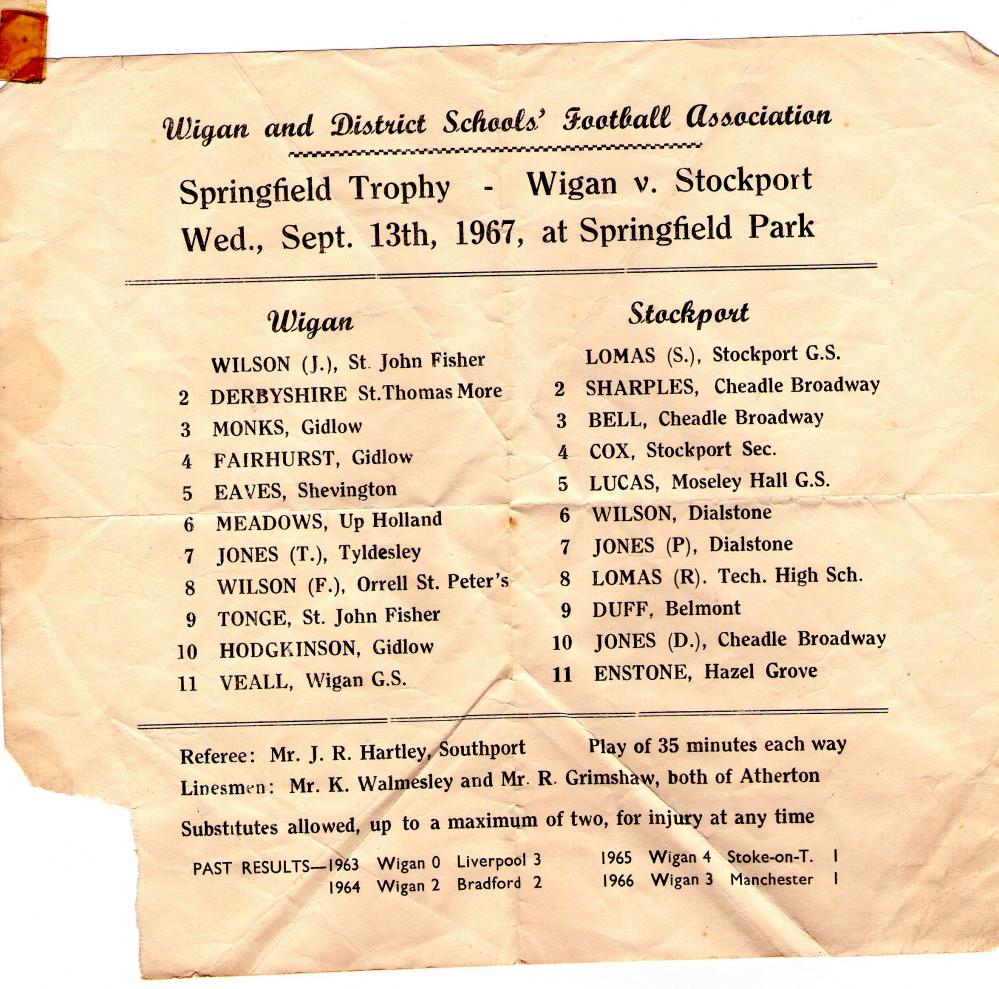 Wigan and District Schools' Football Association
Springfield Trophy - Wigan v. Stockport
Wed., Sept. 13th, 1967, at Springfield Park
Wigan
WILSON (J.), St. John Fisher
2 DERBYSHIRE St.Thomas More
3 MONKS, Gidlow
4 FAIRHURST, Gidlow
5 EAVES, Shevington
6 MEADOWS, Up Holland
7 JONES (T.), Tyldesley
8 WILSON (F.), Orrell St. Peter's
9 TONGE, St. John Fisher
10 HODGKINSON, Gidlow
11 VEALL, Wigan G.S.
Stockport
LOMAS (S.), Stockport G.S.
2 SHARPLES, Cheadle Broadway
3 BELL, Cheadle Broadway
4 COX, Stockport Sec.
5 LUCAS, Moseley Hall G.S.
6 WILSON, Dialstone
7 JONES (P), Dialstone
8 LOMAS (R). Tech. High Sch.
9 DUFF, Belmont
10 JONES (D.), Cheadle Broadway
11 ENSTONE, Hazel Grove
Referee: Mr. J. R. Hartley, Southport Play of 35 minutes each way
Linesmen: Mr. K. Walmesley and Mr. R. Grimshaw, both of Atherton
Substitutes allowed, up to a maximum of two, for injury at any time
PAST RESULTS—1963 Wigan 0 Liverpool 3 1965 Wigan 4 Stoke-on-T. 1
1964 Wigan 2 Bradford 2 1966 Wigan 3 Manchester 1